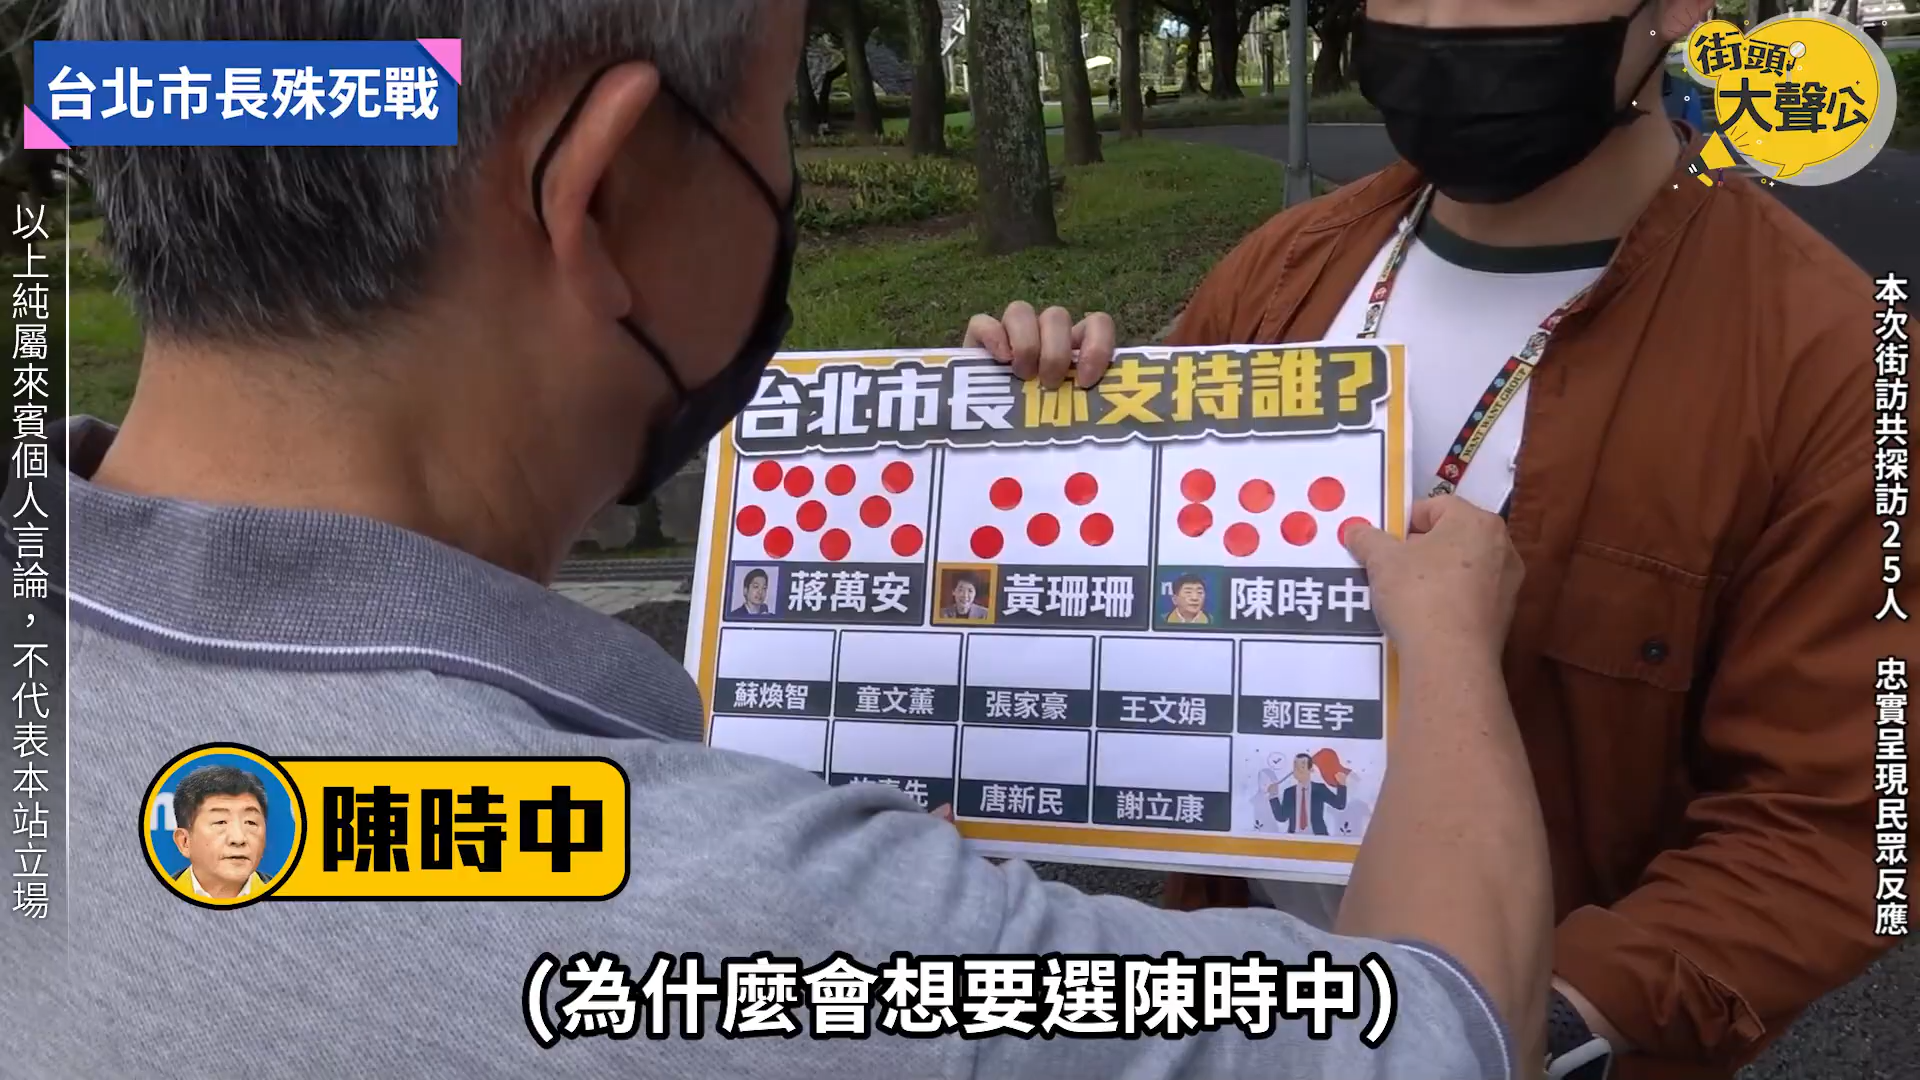 台北市長殊死戰
街頭
大聲公
以上純屬來賓個人言論，不代表本站立場
本次街訪共採訪25人 忠實呈現民眾反應
台北市長你支持誰?
蔣萬安
黃珊珊
陳時中
蘇煥智
童文薰
張家豪
王文娟
鄭匡宇
唐新民
謝立康
WANT WANT GROUP
陳時中
(為什麼會想要選陳時中)